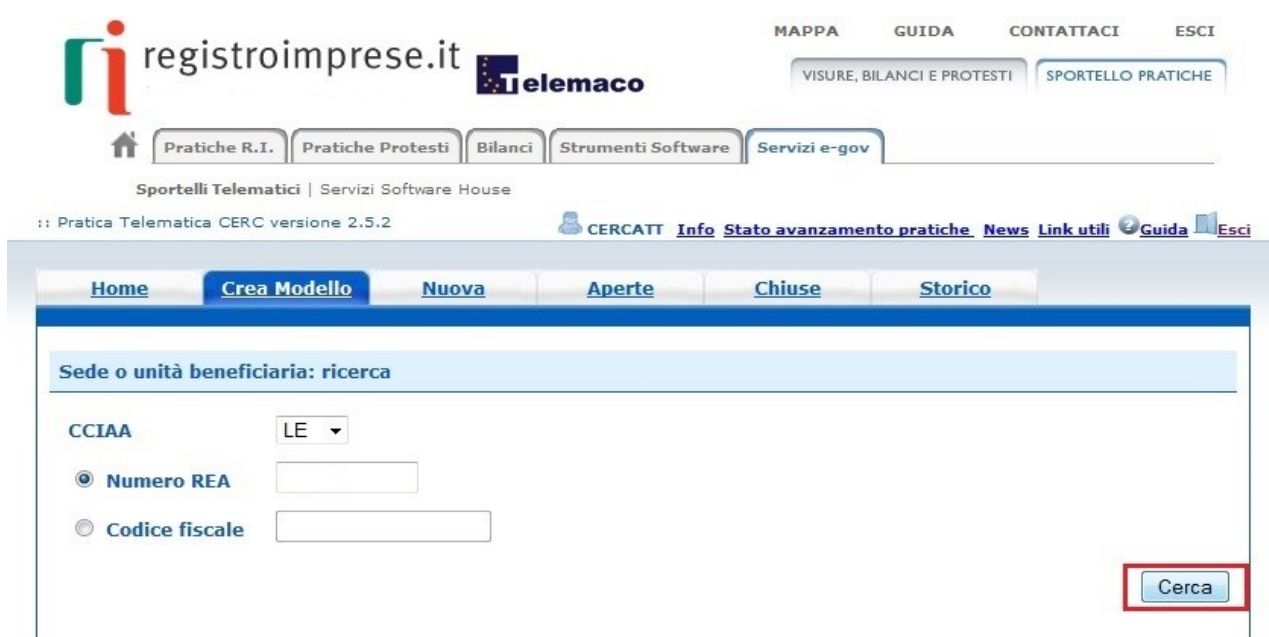 registroimprese.it
Telemaco
MAPPA GUIDA CONTATTACI ESCI
VISURE, BILANCI E PROTESTI SPORTELLO PRATICHE
Pratiche R.I. Pratiche Protesti Bilanci Strumenti Software Servizi e-gov
Sportelli Telematici | Servizi Software House
:: Pratica Telematica CERC versione 2.5.2 CERCATT Info Stato avanzamento pratiche News Link utili Guida Esci
Home Crea Modello Nuova Aperte Chiuse Storico
Sede o unità beneficiaria: ricerca
CCIAA LE
Numero REA
Codice fiscale
Cerca